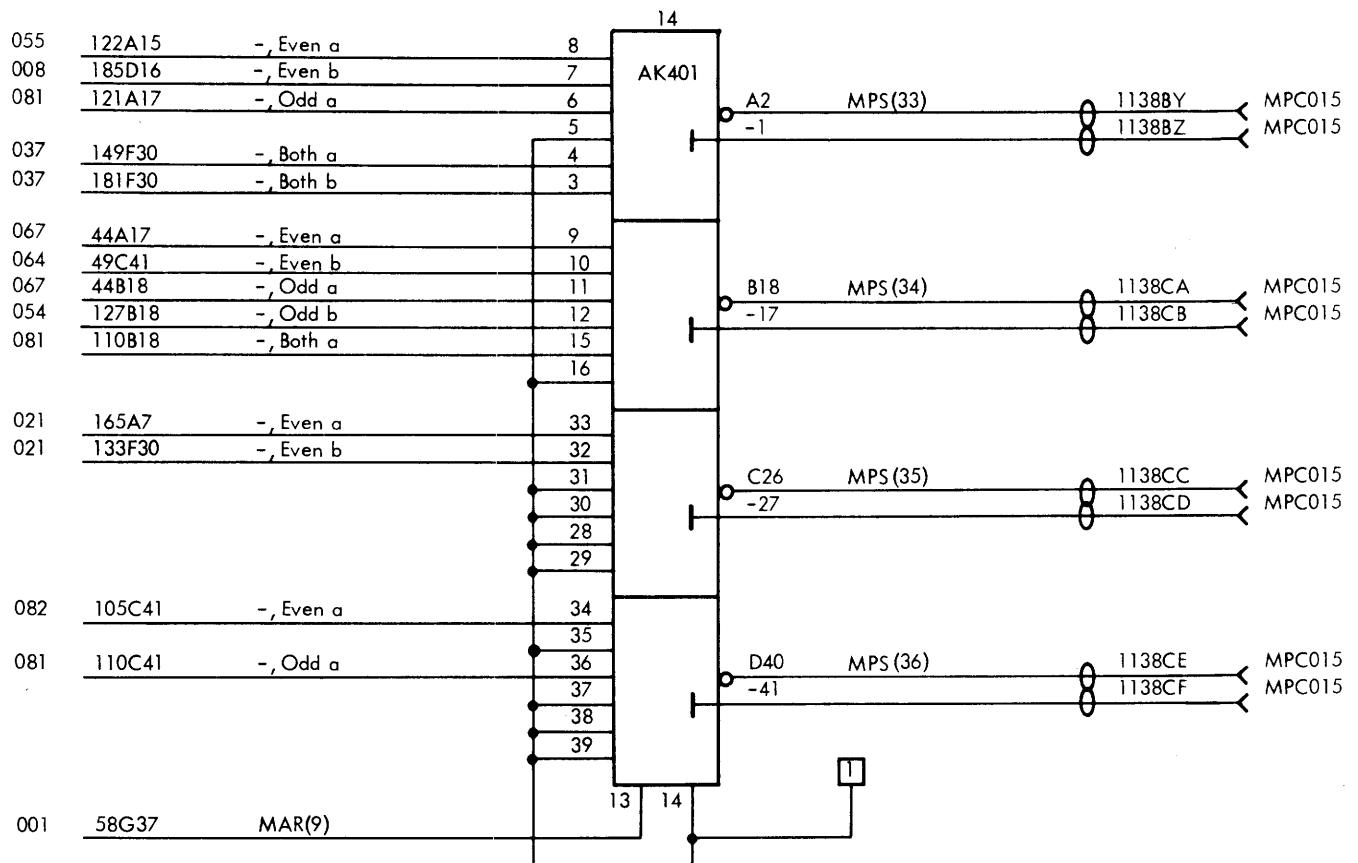 14
055 122A15 -, Even a 8
AK401
008 185D16 -, Even b 7
081 121A17 -, Odd a 6
A2 MPS(33) 1138BY MPC015
5
-1 1138BZ MPC015
037 149F30 -, Both a 4
037 181F30 -, Both b 3
067 44A17 -, Even a 9
064 49C41 -, Even b 10
067 44B18 -, Odd a 11
B18 MPS(34) 1138CA MPC015
054 127B18 -, Odd b 12
-17 1138CB MPC015
081 110B18 -, Both a 15
16
021 165A7 -, Even a 33
021 133F30 -, Even b 32
31
C26 MPS(35) 1138CC MPC015
30
-27 1138CD MPC015
28
29
082 105C41 -, Even a 34
35
081 110C41 -, Odd a 36
D40 MPS(36) 1138CE MPC015
37
-41 1138CF MPC015
38
39
1
13 14
001 58G37 MAR(9)